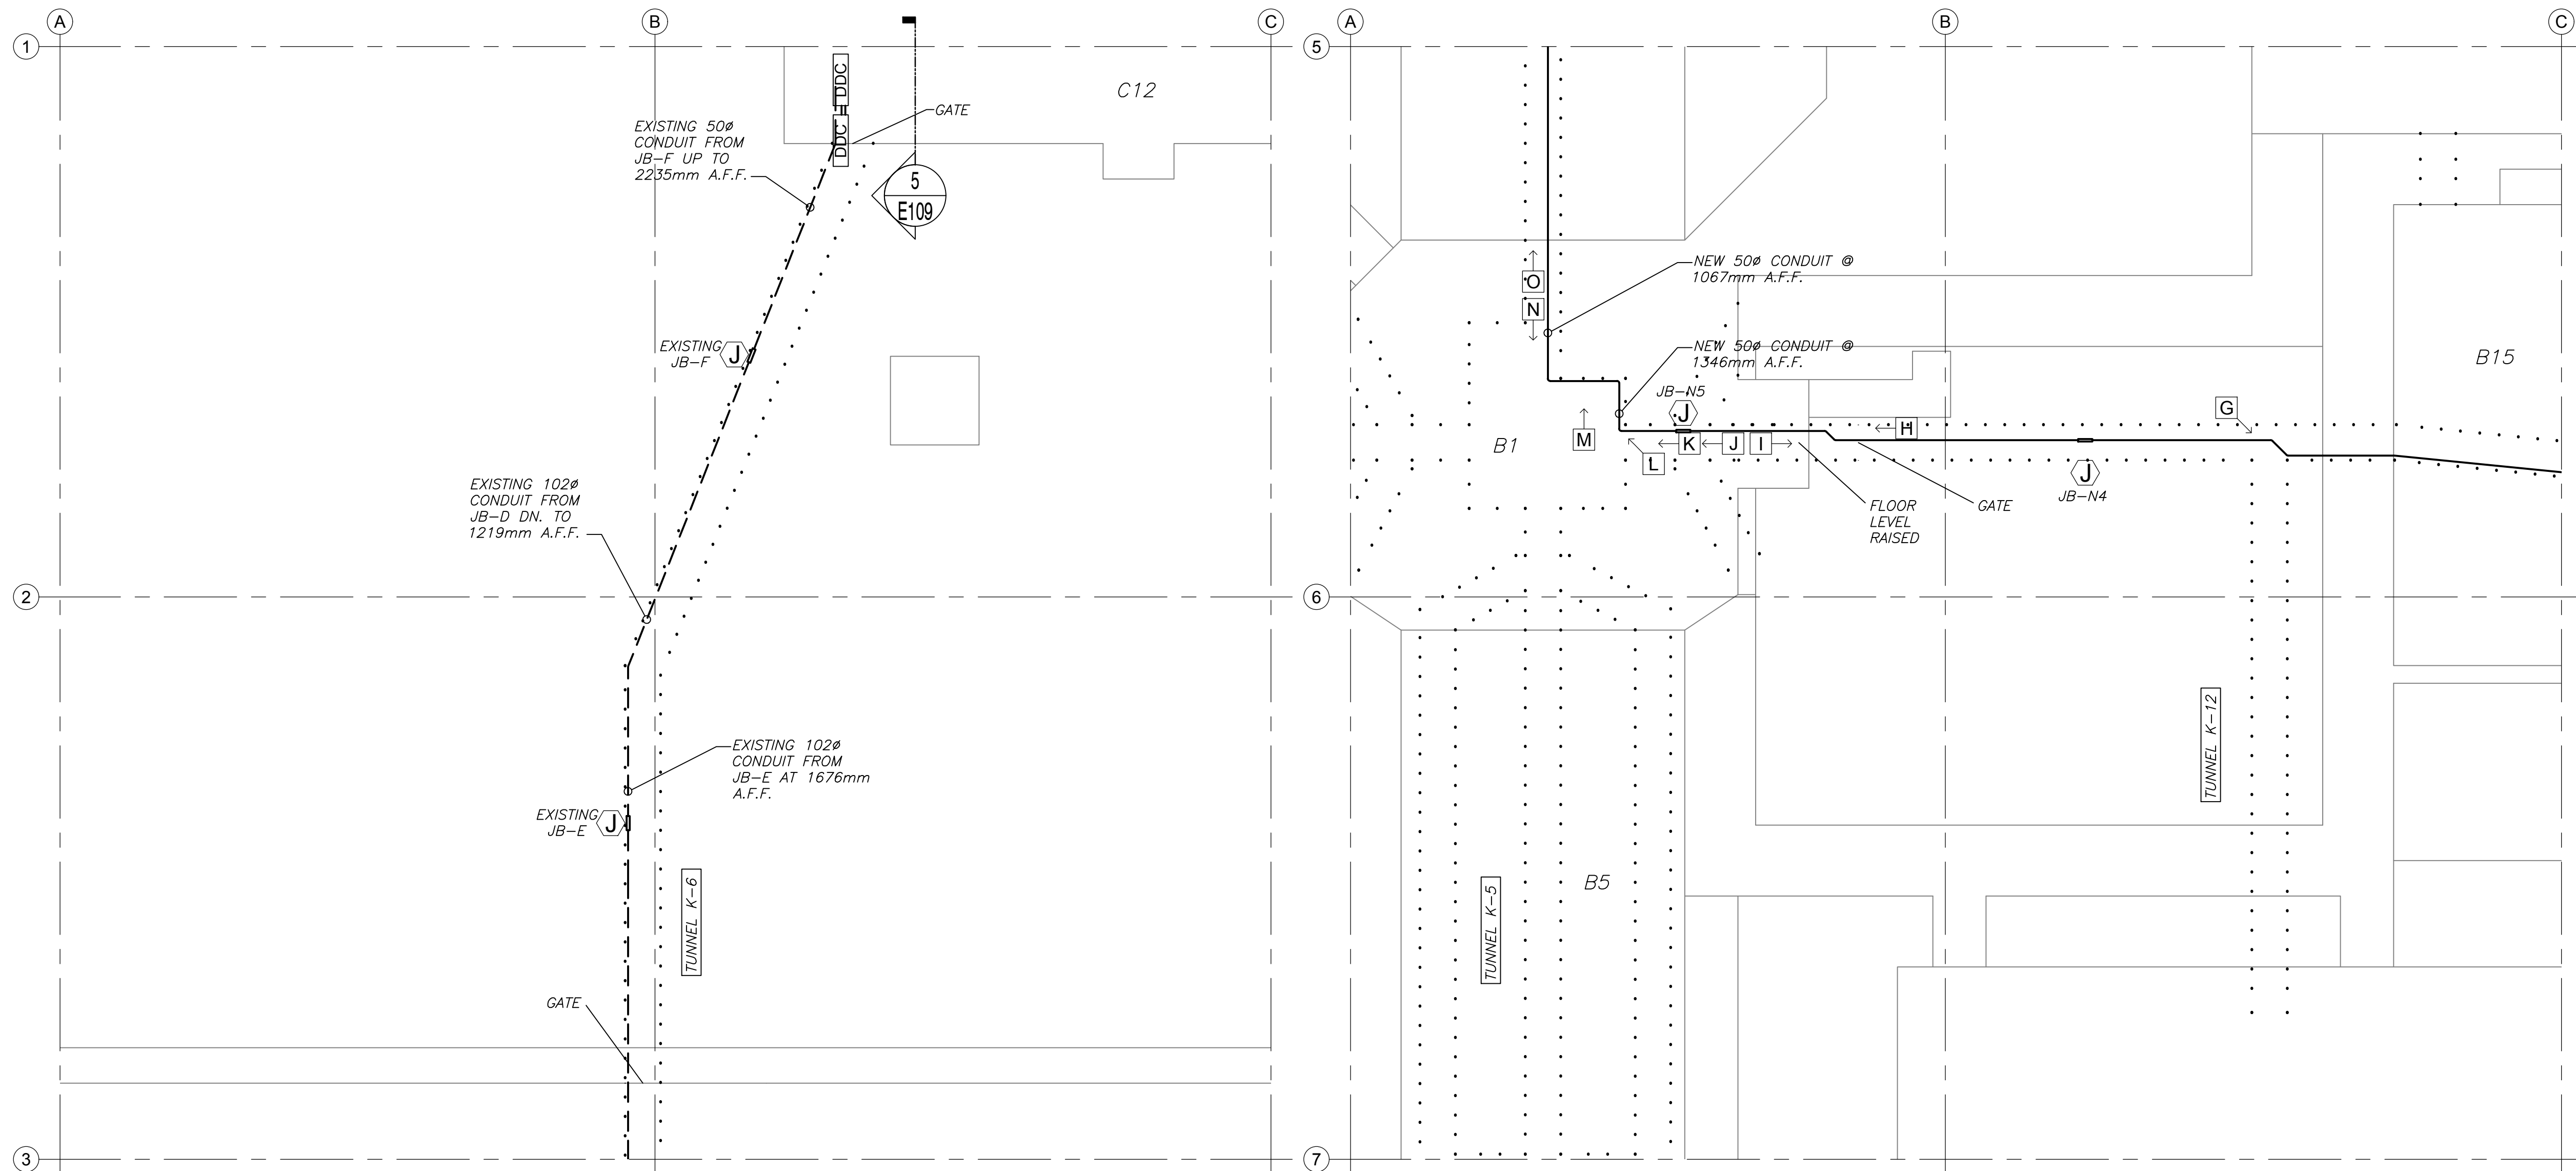 A
B
C
A
B
C
1
5
DDC
DDC
C12
GATE
EXISTING 50ø
CONDUIT FROM
JB-F UP TO
2235mm A.F.F.
5
E109
EXISTING
JB-F
J
EXISTING 102ø
CONDUIT FROM
JB-D DN. TO
1219mm A.F.F.
2
EXISTING 102ø
CONDUIT FROM
JB-E AT 1676mm
A.F.F.
EXISTING
JB-E
J
TUNNEL K-6
GATE
3
NEW 50ø CONDUIT @
1067mm A.F.F.
O
N
NEW 50ø CONDUIT @
1346mm A.F.F.
B15
JB-N5
J
G
M
K
J
I
H
B1
L
J
JB-N4
FLOOR
LEVEL
RAISED
GATE
6
TUNNEL K-12
TUNNEL K-5
B5
7